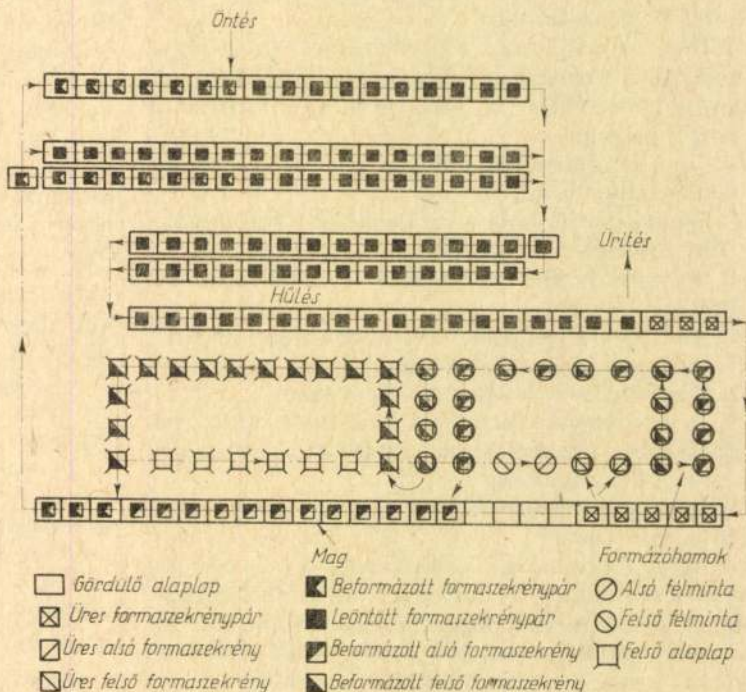 Öntés
Ürítés
Hűlés
Mag
Formázóhomok
Gördülő alaplap
Üres formaszekrénypár
Üres alsó formaszekrény
Üres felső formaszekrény
Beformázott formaszekrénypár
Leöntött formaszekrénypár
Beformázott alsó formaszekrény
Beformázott felső formaszekrény
Alsó félminta
Felső félminta
Felső alaplap